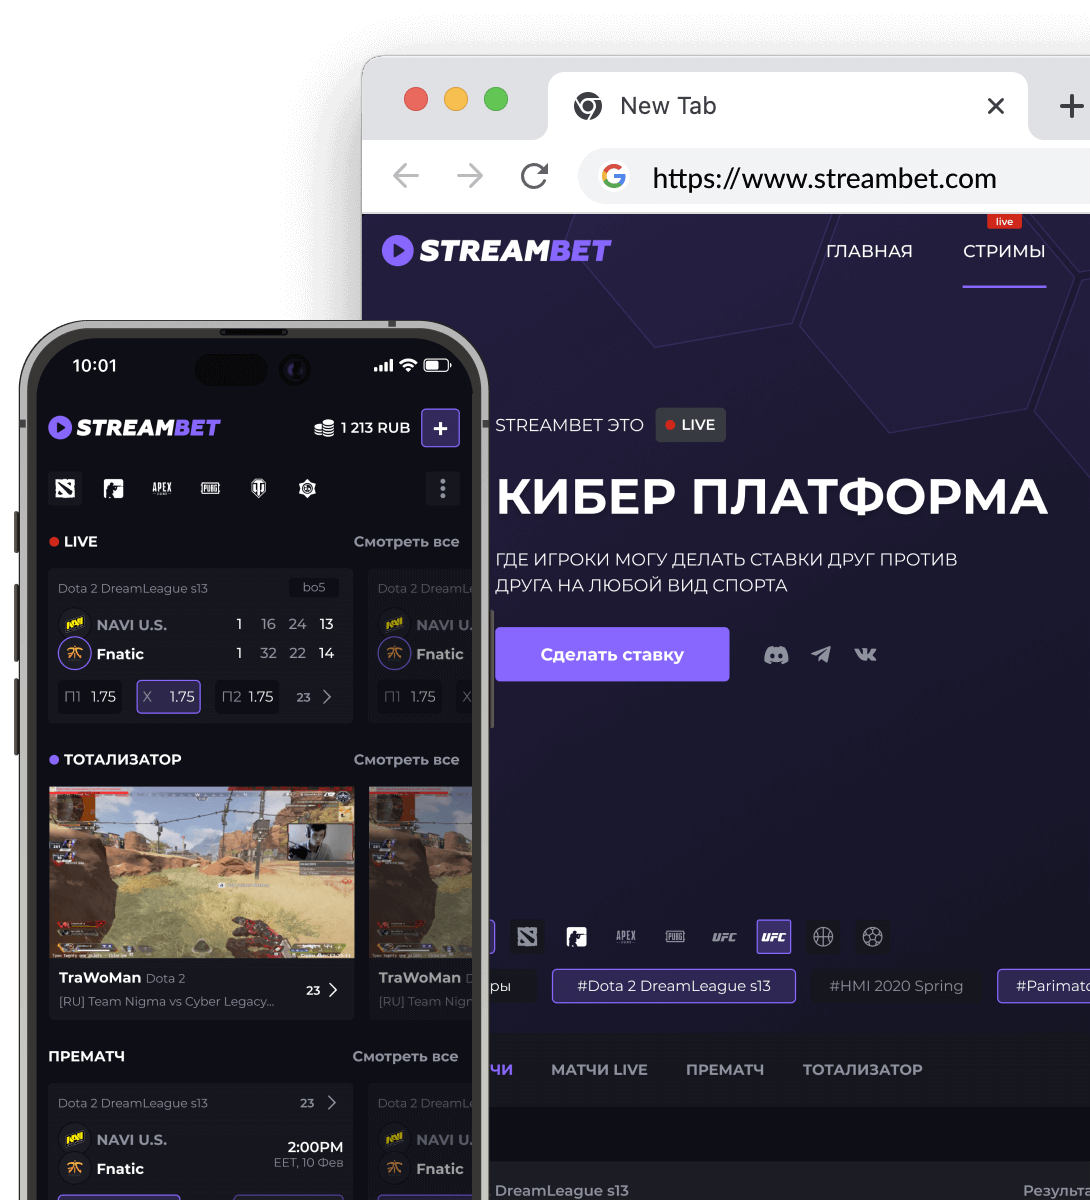 New Tab
https://www.streambet.com
live
STREAMBET
ГЛАВНАЯ
СТРИМЫ
STREAMBET ЭТО
LIVE
КИБЕР ПЛАТФОРМА
ГДЕ ИГРОКИ МОГУ ДЕЛАТЬ СТАВКИ ДРУГ ПРОТИВ
ДРУГА НА ЛЮБОЙ ВИД СПОРТА
Сделать ставку
APEX
PUBG
UFC
UFC
ры
#Dota 2 DreamLeague s13
#HMI 2020 Spring
#Parimatc
ЧИ
МАТЧИ LIVE
ПРЕМАТЧ
ТОТАЛИЗАТОР
DreamLeague s13
Результ
10:01
STREAMBET
1 213 RUB
+
APEX
PUBG
LIVE
Смотреть все
Dota 2 DreamLeague s13
bo5
Dota 2 DreamLe
NAVI U.S.
1 16 24 13
NAVI U.S.
Fnatic
1 32 22 14
Fnatic
П1 1.75
X 1.75
П2 1.75
23
П1 1.75
X
ТОТАЛИЗАТОР
Смотреть все
TraWoMan Dota 2
[RU] Team Nigma vs Cyber Legacy...
23
TraWoMan D
[RU] Team Nigm
ПРЕМАТЧ
Смотреть все
Dota 2 DreamLeague s13
23
Dota 2 DreamLe
NAVI U.S.
2:00PM
NAVI U.S.
Fnatic
EET, 10 Фев
Fnatic